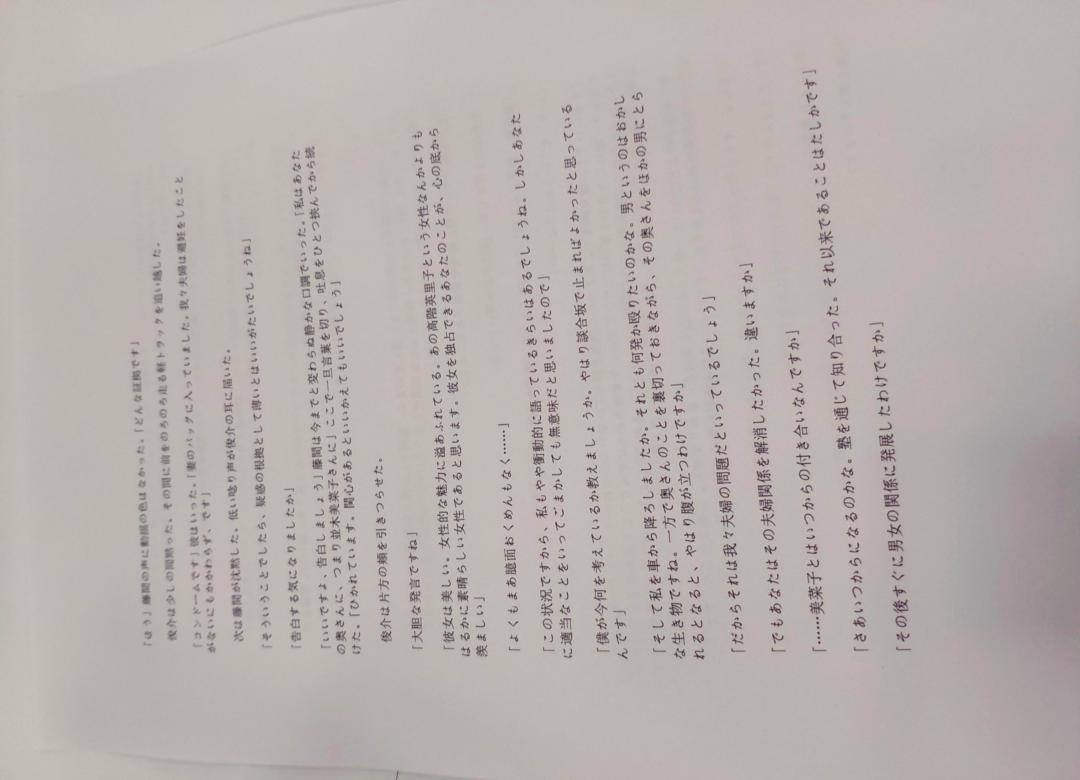 「ほう」藤間の声に動揺の色はなかった。「どんな証拠です」
俊介は少しの間黙った。その間に前をのろのろ走る軽トラックを追い越した。
「コンドームです」彼はいった。「妻のバッグに入っていました。我々夫婦は避妊をしたこと
がないにもかかわらず、です」
次は藤間が沈黙した。低い唸り声が俊介の耳に届いた。
「そういうことでしたら、疑惑の根拠として薄いとはいいがたいでしょうね」
「告白する気になりましたか」
「いいですよ、告白しましょう」藤間は今までと変わらぬ静かな口調でいった。「私はあなた
の奥さんに、つまり並木美菜子さんに」ここで一旦言葉を切り、吐息をひとつ挟んでから続
けた。「ひかれています。関心があるといいかえてもいいでしょう」
俊介は片方の頬を引きつらせた。
「大胆な発言ですね」
「彼女は美しい。女性的な魅力に溢あふれている。あの高階英里子という女性なんかよりも
はるかに素晴らしい女性であると思います。彼女を独占できるあなたのことが、心の底から
羨ましい」
「よくもまあ臆面おくめんもなく……」
「この状況ですから、私もやや衝動的に語っているきらいはあるでしょうね。しかしあなた
に適当なことをいってごまかしても無意味だと思いましたので」
「僕が今何を考えているか教えましょうか。やはり談合坂で止まればよかったと思っている
んです」
「そして私を車から降ろしましたか。それとも何発か殴りたいのかな。男というのはおかし
な生き物ですね。一方で奥さんのことを裏切っておきながら、その奥さんをほかの男にとら
れるとなると、やはり腹が立つわけですか」
「だからそれは我々夫婦の問題だといっているでしょう」
「でもあなたはその夫婦関係を解消したかった。違いますか」
「……美菜子とはいつからの付き合いなんですか」
「さあいつからになるのかな。塾を通じて知り合った。それ以来であることはたしかです」
「その後すぐに男女の関係に発展したわけですか」